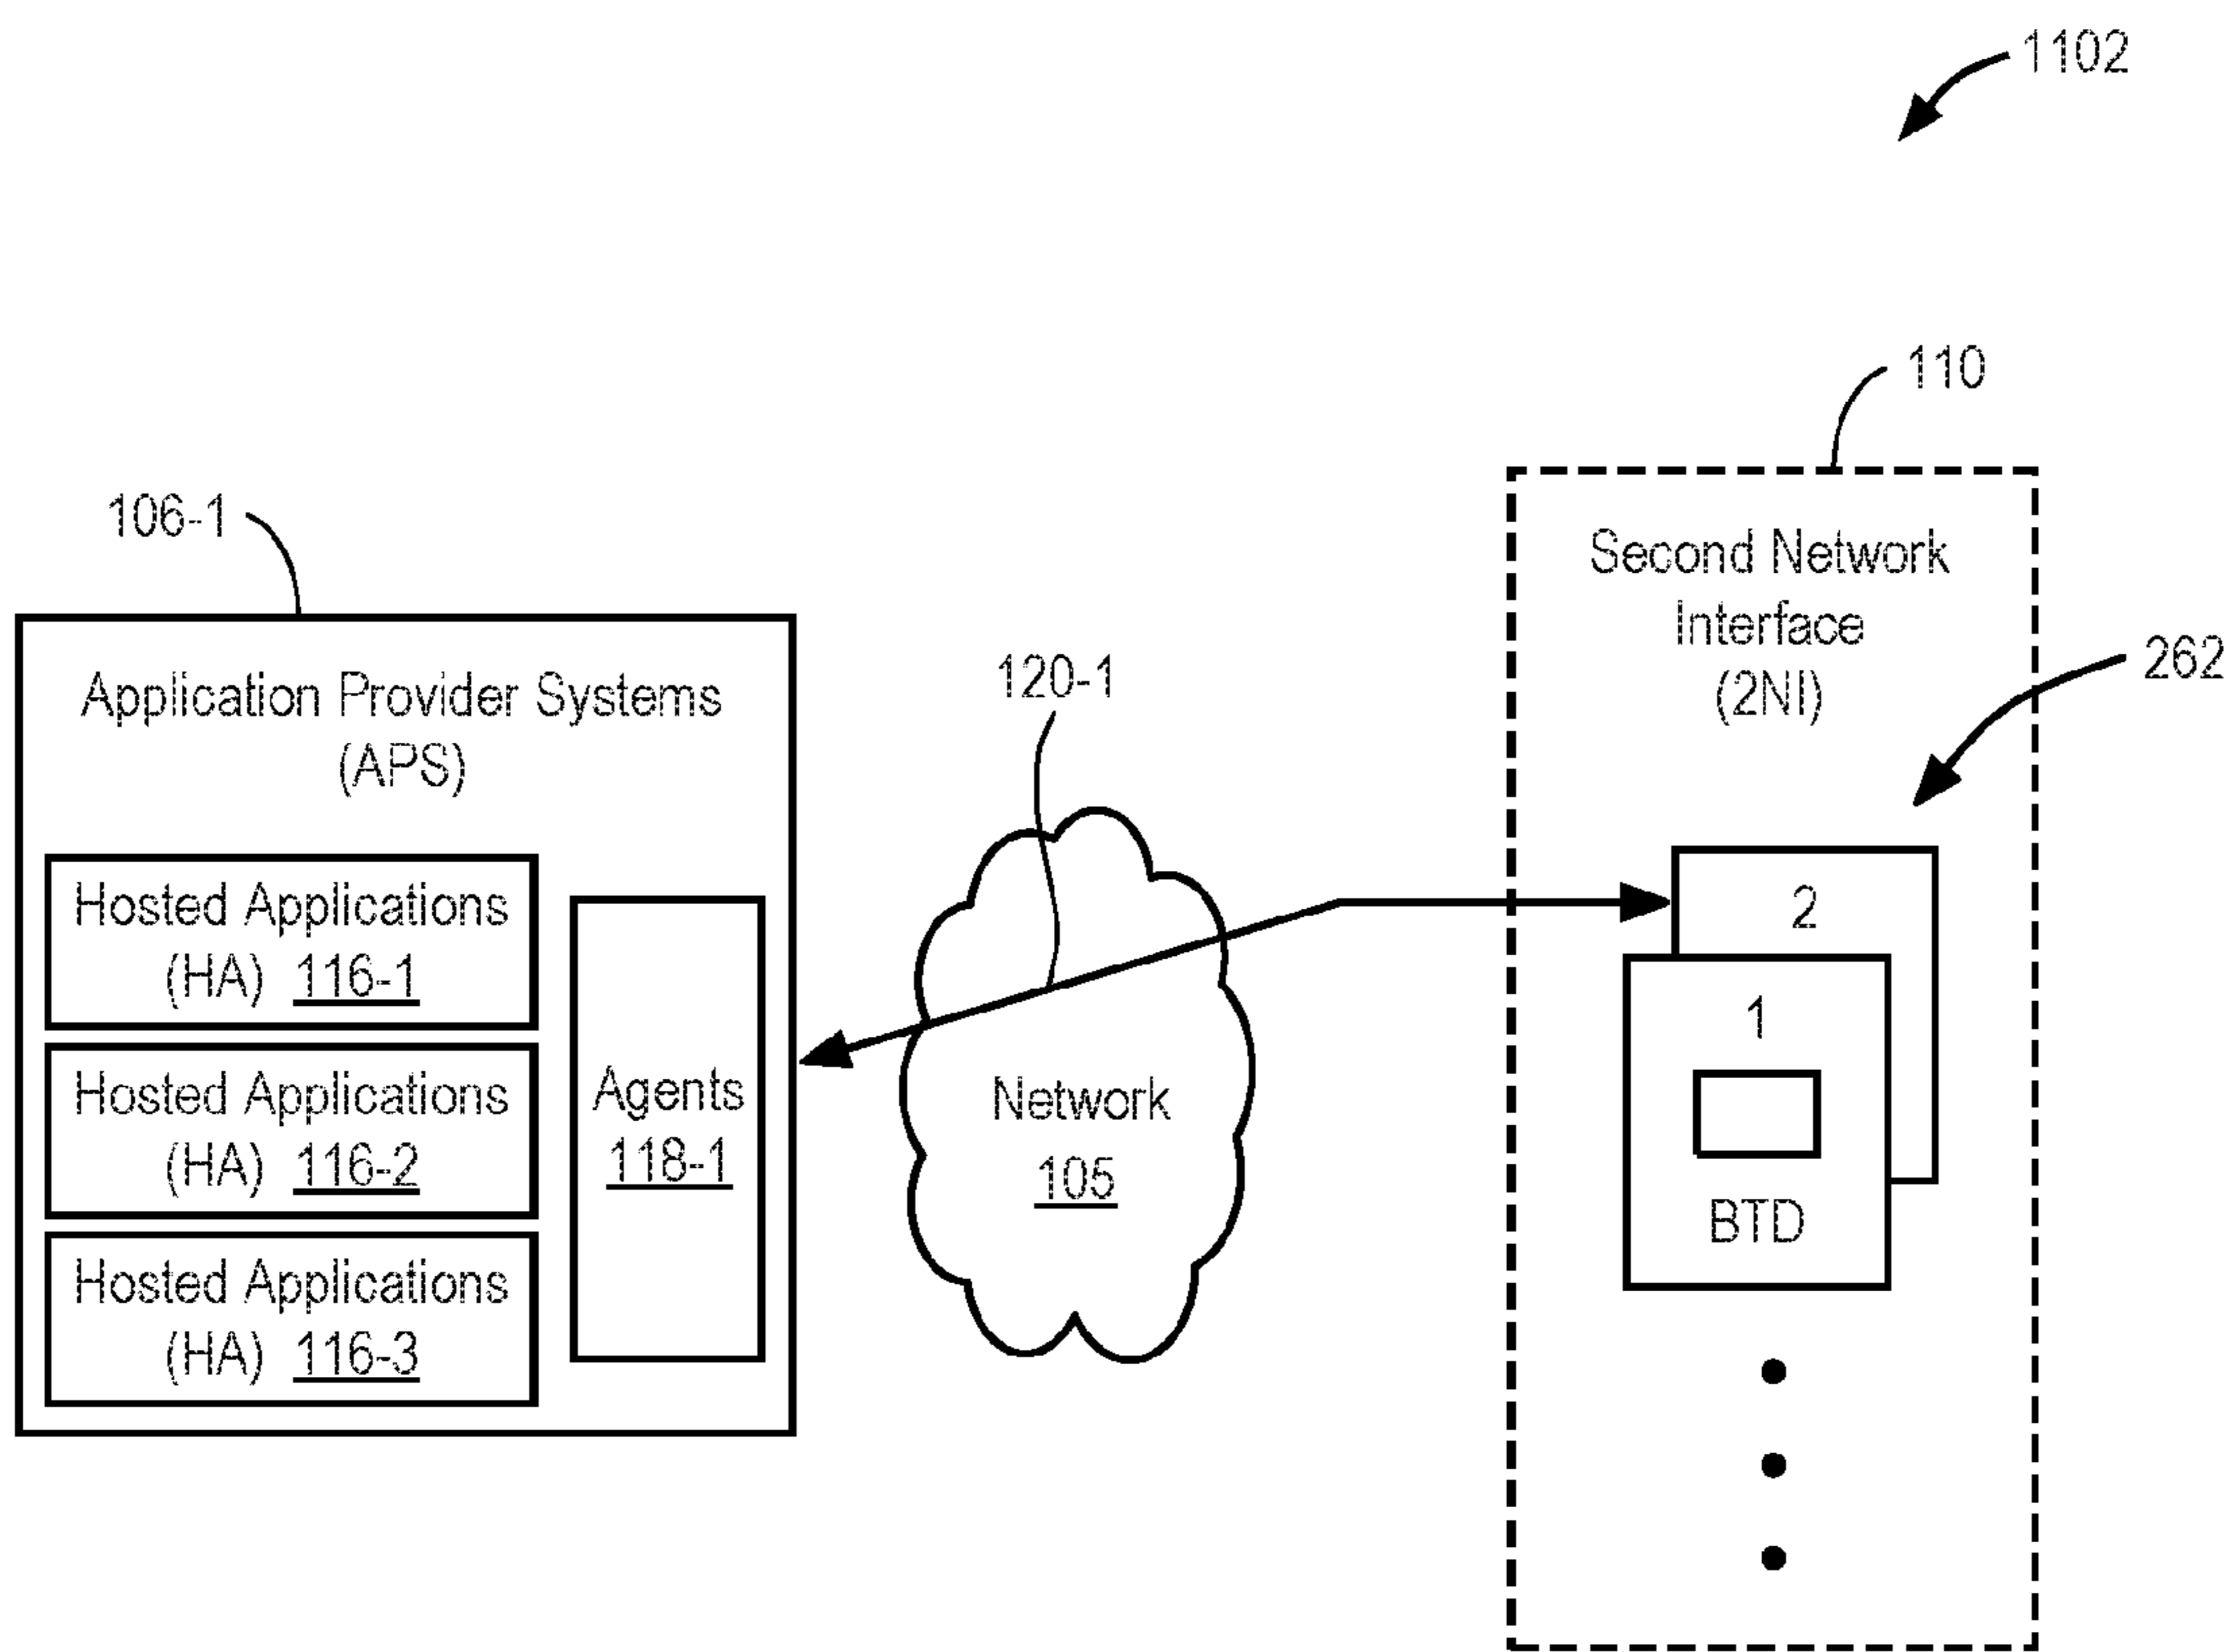 1102
110
106-1
Second Network
Interface
(2NI)
262
120-1
Application Provider Systems
(APS)
Hosted Applications
(HA) 116-1
Hosted Applications
(HA) 116-2
Hosted Applications
(HA) 116-3
Agents
118-1
Network
105
2
1
BTD